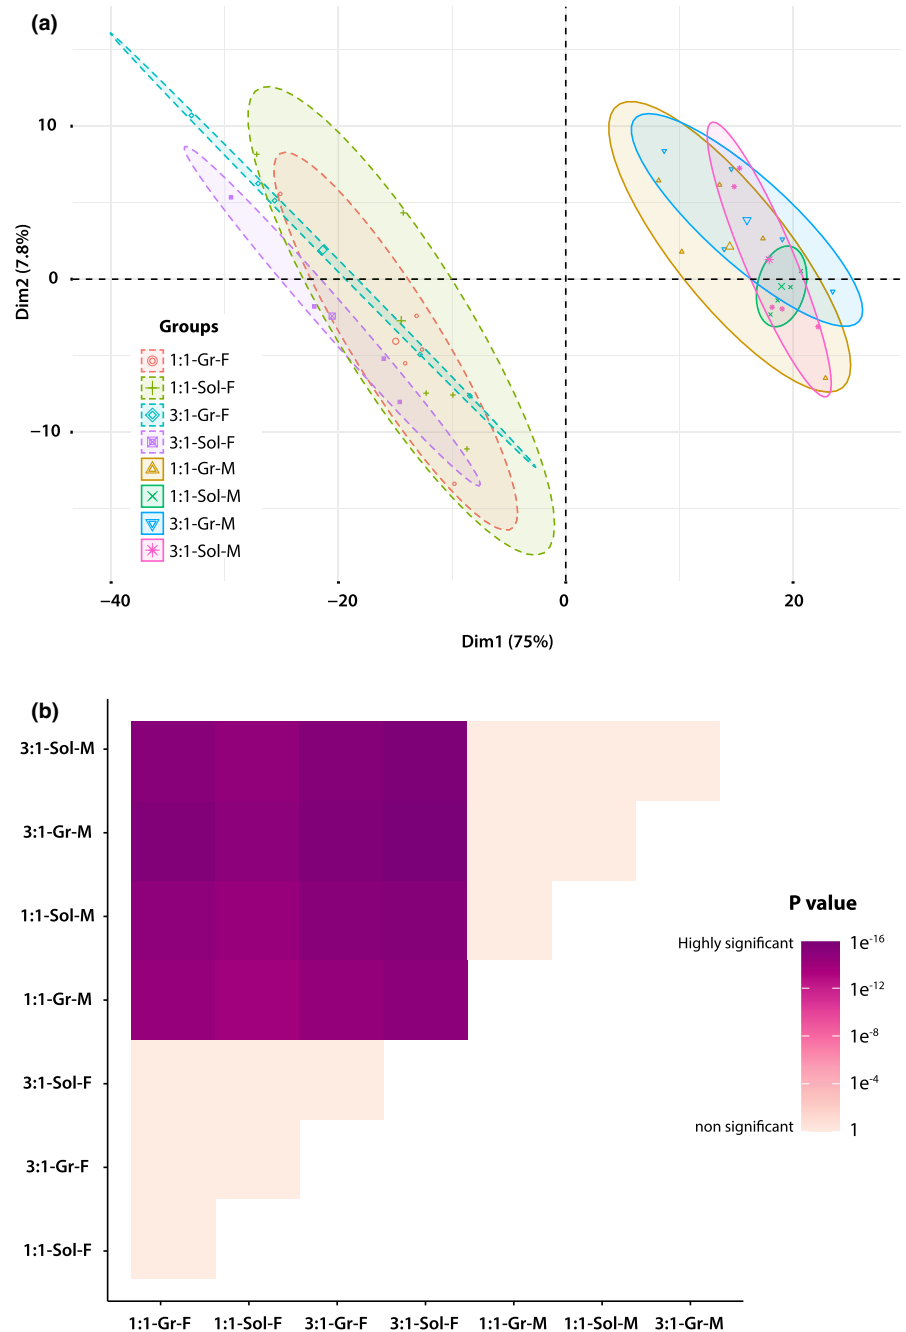 (a)
10
0
−10
Dim2 (7.8%)
Groups
1:1-Gr-F
1:1-Sol-F
3:1-Gr-F
3:1-Sol-F
1:1-Gr-M
1:1-Sol-M
3:1-Gr-M
3:1-Sol-M
−40
−20
0
20
Dim1 (75%)
(b)
3:1-Sol-M
3:1-Gr-M
1:1-Sol-M
1:1-Gr-M
3:1-Sol-F
3:1-Gr-F
1:1-Sol-F
P value
Highly significant
1e-16
1e-12
1e-8
1e-4
non significant
1
1:1-Gr-F 1:1-Sol-F 3:1-Gr-F 3:1-Sol-F 1:1-Gr-M 1:1-Sol-M 3:1-Gr-M